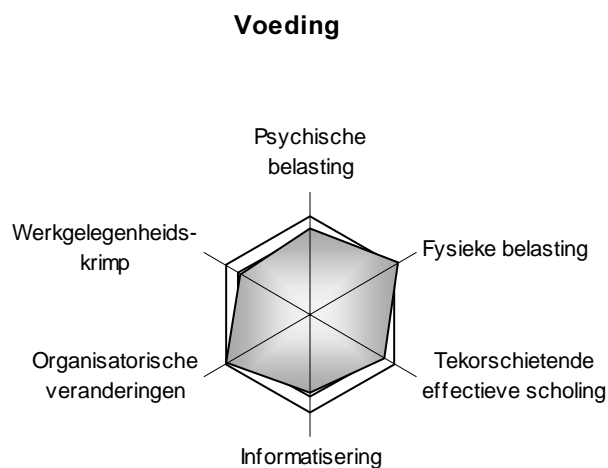 Voeding
Psychische
belasting
Werkgelegenheids-
krimp
Fysieke belasting
Organisatorische
veranderingen
Tekorschietende
effectieve scholing
Informatisering